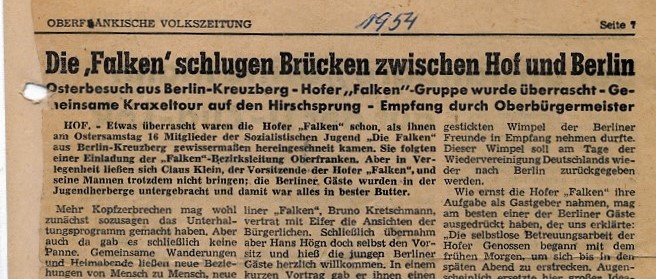 OBERFRÄNKISCHE VOLKSZEITUNG
1954
Seite 7
Die ‚Falken' schlugen Brücken zwischen Hof und Berlin
Osterbesuch aus Berlin-Kreuzberg - Hofer „Falken"-Gruppe wurde überrascht - Ge-
meinsame Kraxeltour auf den Hirschsprung - Empfang durch Oberbürgermeister
HOF. - Etwas überrascht waren die Hofer „Falken" schon, als ihnen
am Ostersamstag 16 Mitglieder der Sozialistischen Jugend „Die Falken"
aus Berlin-Kreuzberg gewissermaßen hereingeschneit kamen. Sie folgten
einer Einladung der „Falken"-Bezirksleitung Oberfranken. Aber in Ver-
legenheit ließen sich Claus Klein, der Vorsitzende der Hofer „Falken", und
seine Mannen trotzdem nicht bringen; die Berliner Gäste wurden in der
Jugendherberge untergebracht und damit war alles in bester Butter.
Mehr Kopfzerbrechen mag wohl
zunächst sozusagen das Unterhal-
tungsprogramm gemacht haben. Aber
auch da gab es schließlich keine
Panne. Gemeinsame Wanderungen
und Heimabende ließen neue Bezie-
hungen von Mensch zu Mensch, neue
liner „Falken", Bruno Kretschmann,
vertrat mit Eifer die Ansichten der
Bürgerlichen. Schließlich übernahm
aber Hans Högn doch selbst den Vor-
sitz und hieß die jungen Berliner
Gäste herzlich willkommen. In einem
kurzen Vortrag gab er ihnen einen
gestickten Wimpel der Berliner
Freunde in Empfang nehmen durfte.
Dieser Wimpel soll am Tage der
Wiedervereinigung Deutschlands wie-
der nach Berlin zurückgegeben
werden.
Wie ernst die Hofer „Falken" ihre
Aufgabe als Gastgeber nahmen, mag
am besten einer der Berliner Gäste
ausgedrückt haben, der uns erklärte:
„Die selbstlose Betreuungsarbeit der
Hofer Genossen begann mit dem
frühen Morgen, um sich bis in den
späten Abend zu erstrecken. Augen-